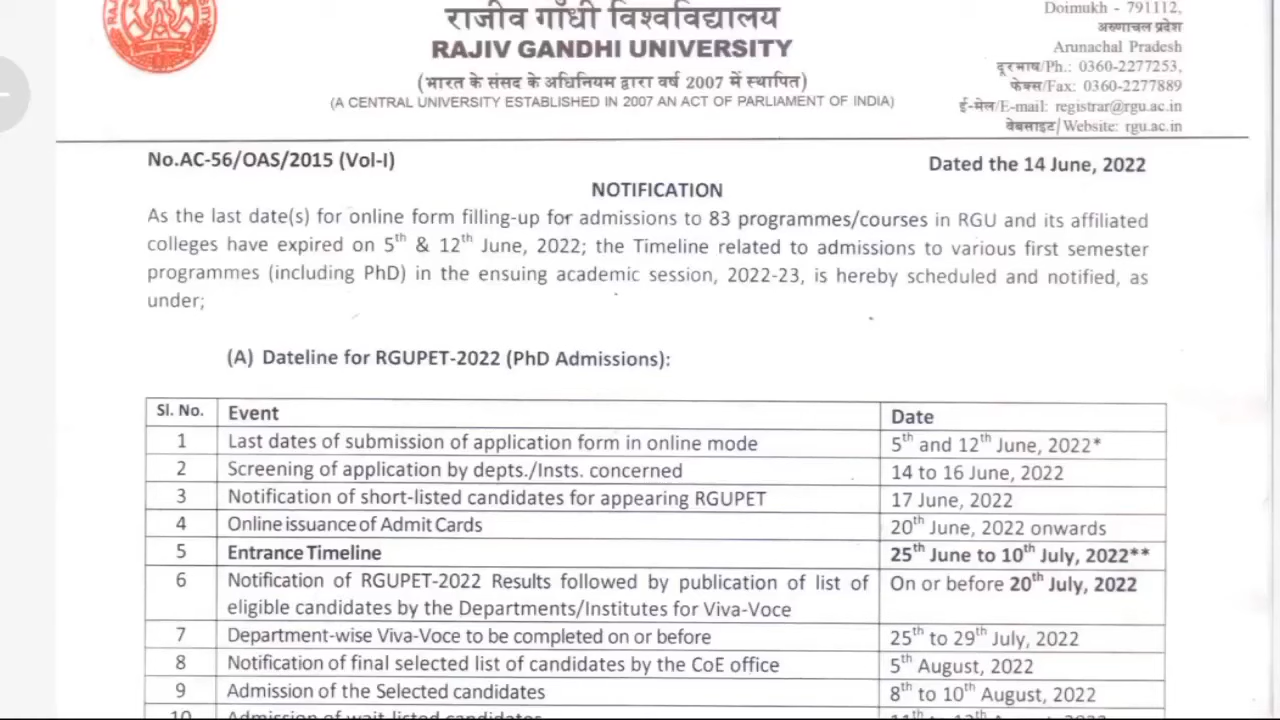 राजीव गाँधी विश्वविद्यालय
RAJIV GANDHI UNIVERSITY
(भारत के संसद के अधिनियम द्वारा वर्ष 2007 में स्थापित)
(A CENTRAL UNIVERSITY ESTABLISHED IN 2007 AN ACT OF PARLIAMENT OF INDIA)
Doimukh - 791112,
अरुणाचल प्रदेश
Arunachal Pradesh
दूरभाष/Ph.: 0360-2277253,
फेक्स/Fax: 0360-2277889
ई-मेल/E-mail: registrar@rgu.ac.in
वेबसाइट/Website: rgu.ac.in
No.AC-56/OAS/2015 (Vol-I) Dated the 14 June, 2022
NOTIFICATION
As the last date(s) for online form filling-up for admissions to 83 programmes/courses in RGU and its affiliated
colleges have expired on 5th & 12th June, 2022; the Timeline related to admissions to various first semester
programmes (including PhD) in the ensuing academic session, 2022-23, is hereby scheduled and notified, as
under;
(A) Dateline for RGUPET-2022 (PhD Admissions):
Sl. No. Event Date
1 Last dates of submission of application form in online mode 5th and 12th June, 2022*
2 Screening of application by depts./Insts. concerned 14 to 16 June, 2022
3 Notification of short-listed candidates for appearing RGUPET 17 June, 2022
4 Online issuance of Admit Cards 20th June, 2022 onwards
5 Entrance Timeline 25th June to 10th July, 2022**
6 Notification of RGUPET-2022 Results followed by publication of list of On or before 20th July, 2022
eligible candidates by the Departments/Institutes for Viva-Voce
7 Department-wise Viva-Voce to be completed on or before 25th to 29th July, 2022
8 Notification of final selected list of candidates by the CoE office 5th August, 2022
9 Admission of the Selected candidates 8th to 10th August, 2022
10 Admission of wait listed candidates